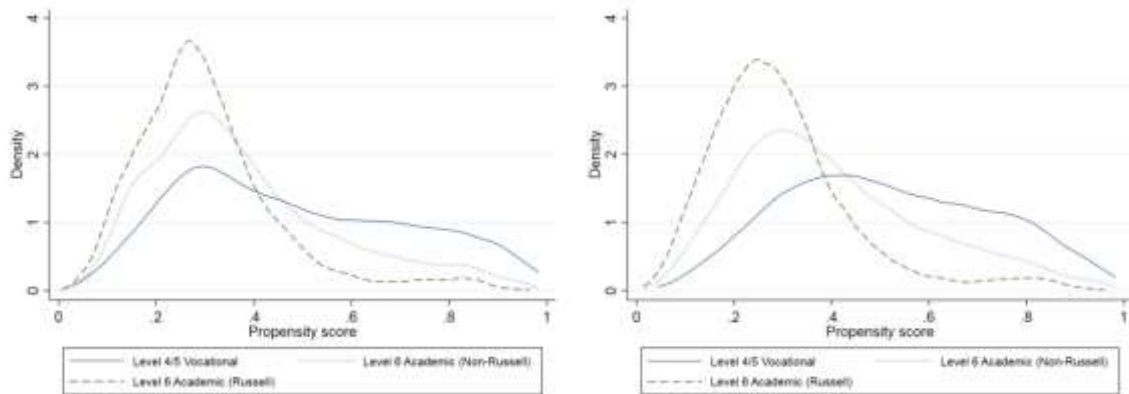 4
3
2
1
0
Density
0 .2 .4 .6 .8 1
Propensity score
Level 4/5 Vocational Level 6 Academic (Non-Russell)
Level 6 Academic (Russell)
4
3
2
1
0
Density
0 .2 .4 .6 .8 1
Propensity score
Level 4/5 Vocational Level 6 Academic (Non-Russell)
Level 6 Academic (Russell)